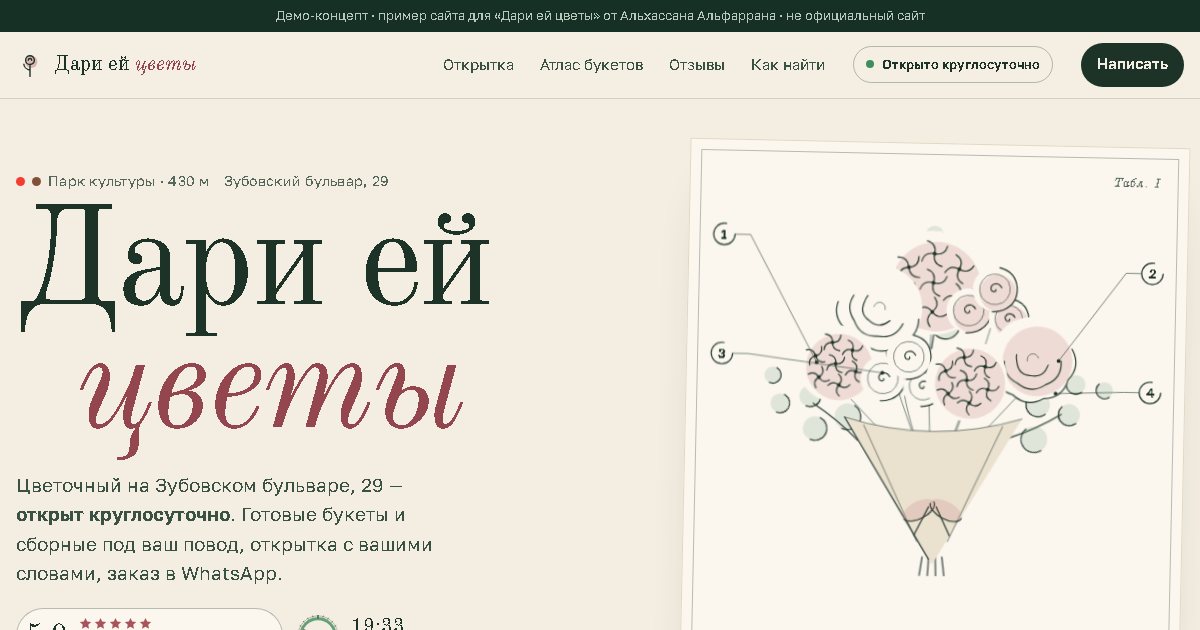 Демо-концепт · пример сайта для «Дари ей цветы» от Альхассана Альфаррана · не официальный сайт
Дари ей цветы
Открытка
Атлас букетов
Отзывы
Как найти
Открыто круглосуточно
Написать
Парк культуры · 430 м Зубовский бульвар, 29
Дари ей
цветы
Цветочный на Зубовском бульваре, 29 —
открыт круглосуточно. Готовые букеты и
сборные под ваш повод, открытка с вашими
словами, заказ в WhatsApp.
5,0 ★★★★★
19:33
Табл. I
1
2
3
4